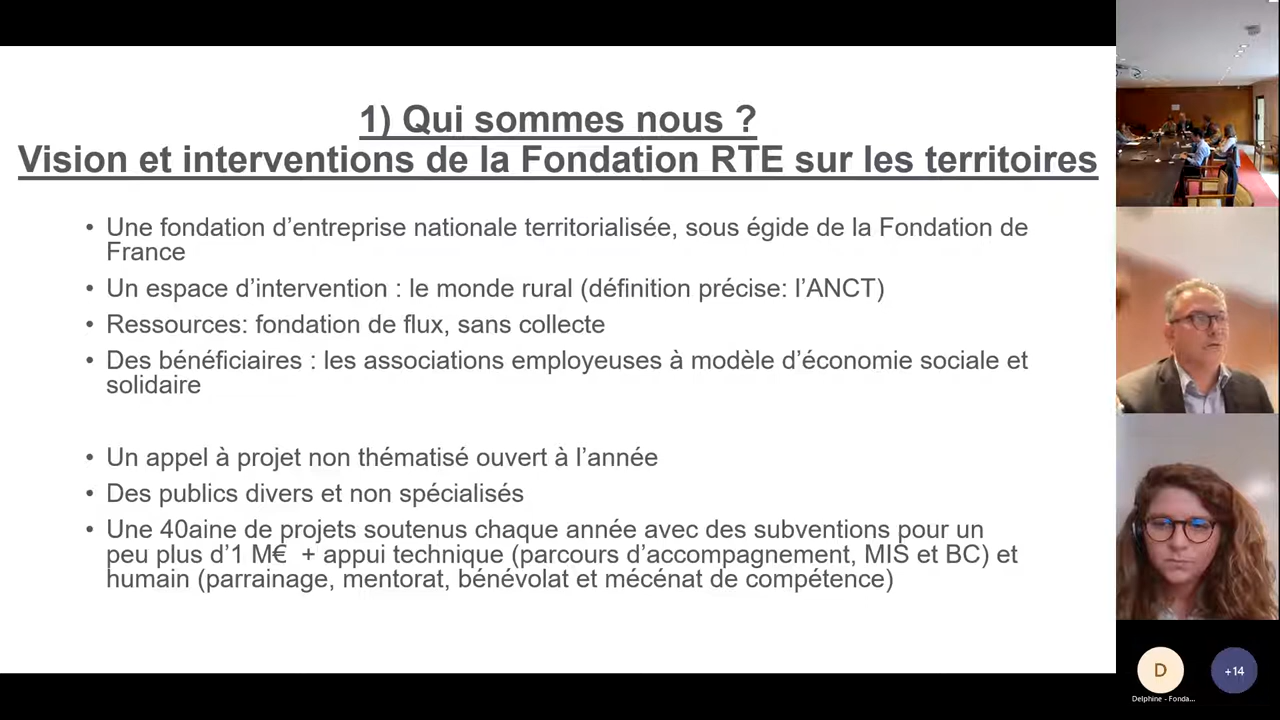 1) Qui sommes nous ?
Vision et interventions de la Fondation RTE sur les territoires
• Une fondation d’entreprise nationale territorialisée, sous égide de la Fondation de
France
• Un espace d’intervention : le monde rural (définition précise: l’ANCT)
• Ressources: fondation de flux, sans collecte
• Des bénéficiaires : les associations employeuses à modèle d’économie sociale et
solidaire
• Un appel à projet non thématisé ouvert à l’année
• Des publics divers et non spécialisés
• Une 40aine de projets soutenus chaque année avec des subventions pour un
peu plus d’1 M€  + appui technique (parcours d’accompagnement, MIS et BC) et
humain (parrainage, mentorat, bénévolat et mécénat de compétence)
D
+14
Delphine - Fonda...